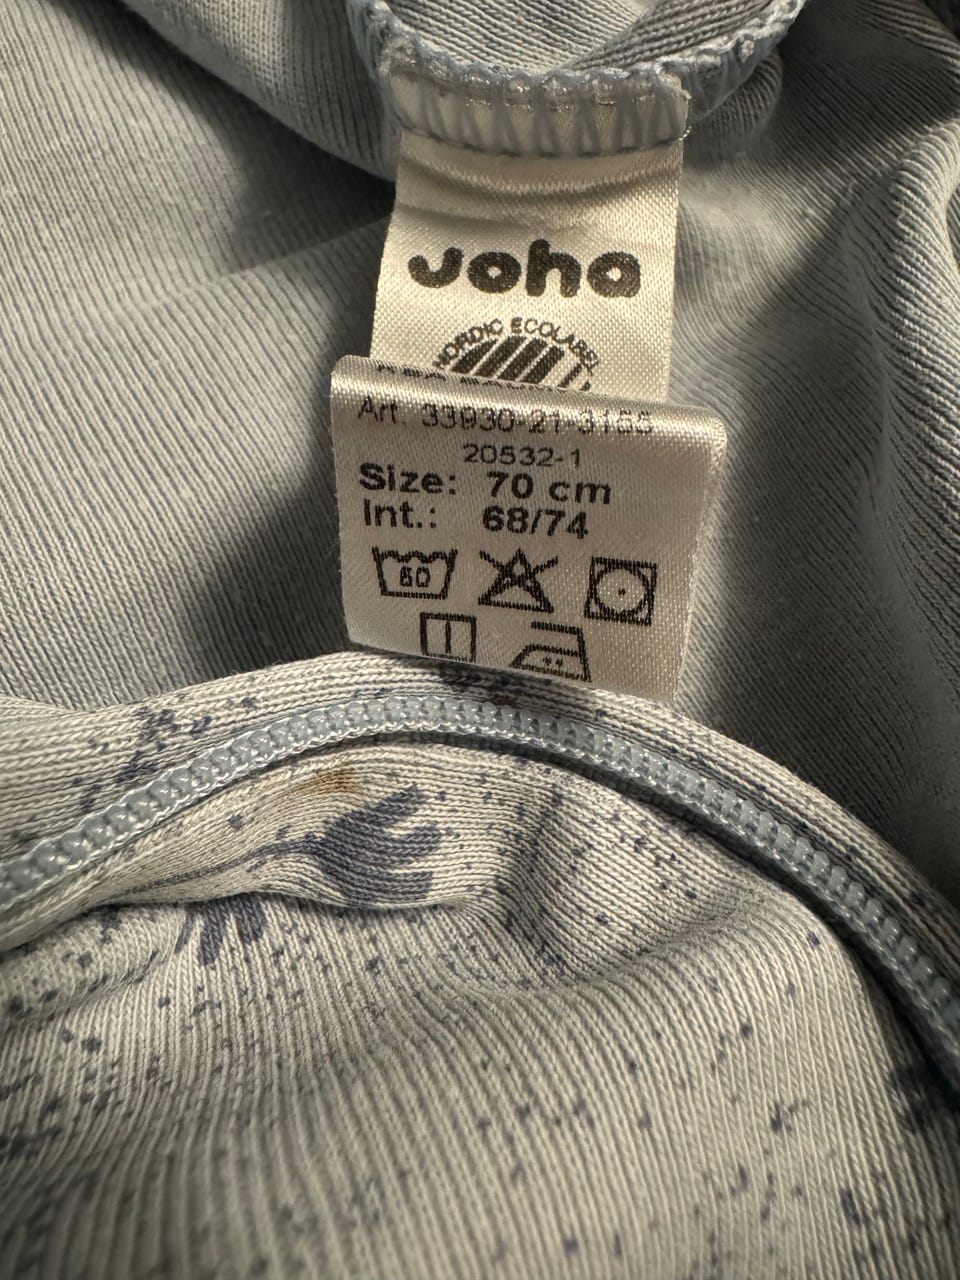 Joha
NORDIC ECOLABEL
Art. 33930-21-3155
20532-1
Size: 70 cm
Int.: 68/74
60